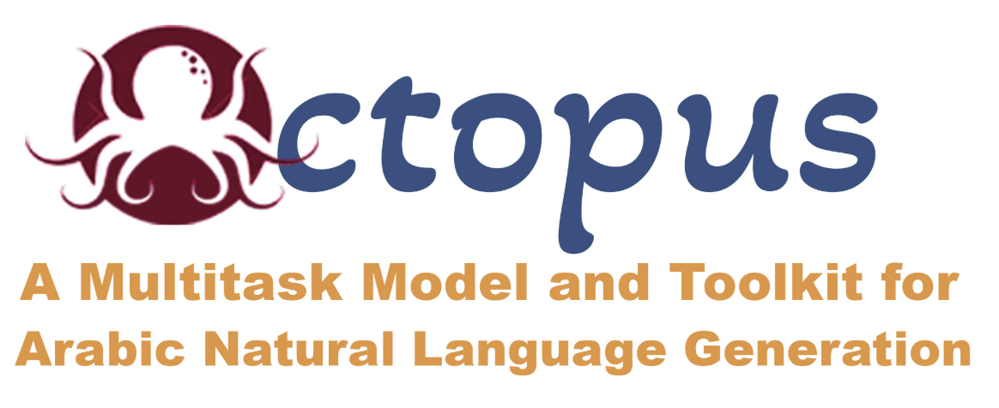 ctopus
A Multitask Model and Toolkit for
Arabic Natural Language Generation